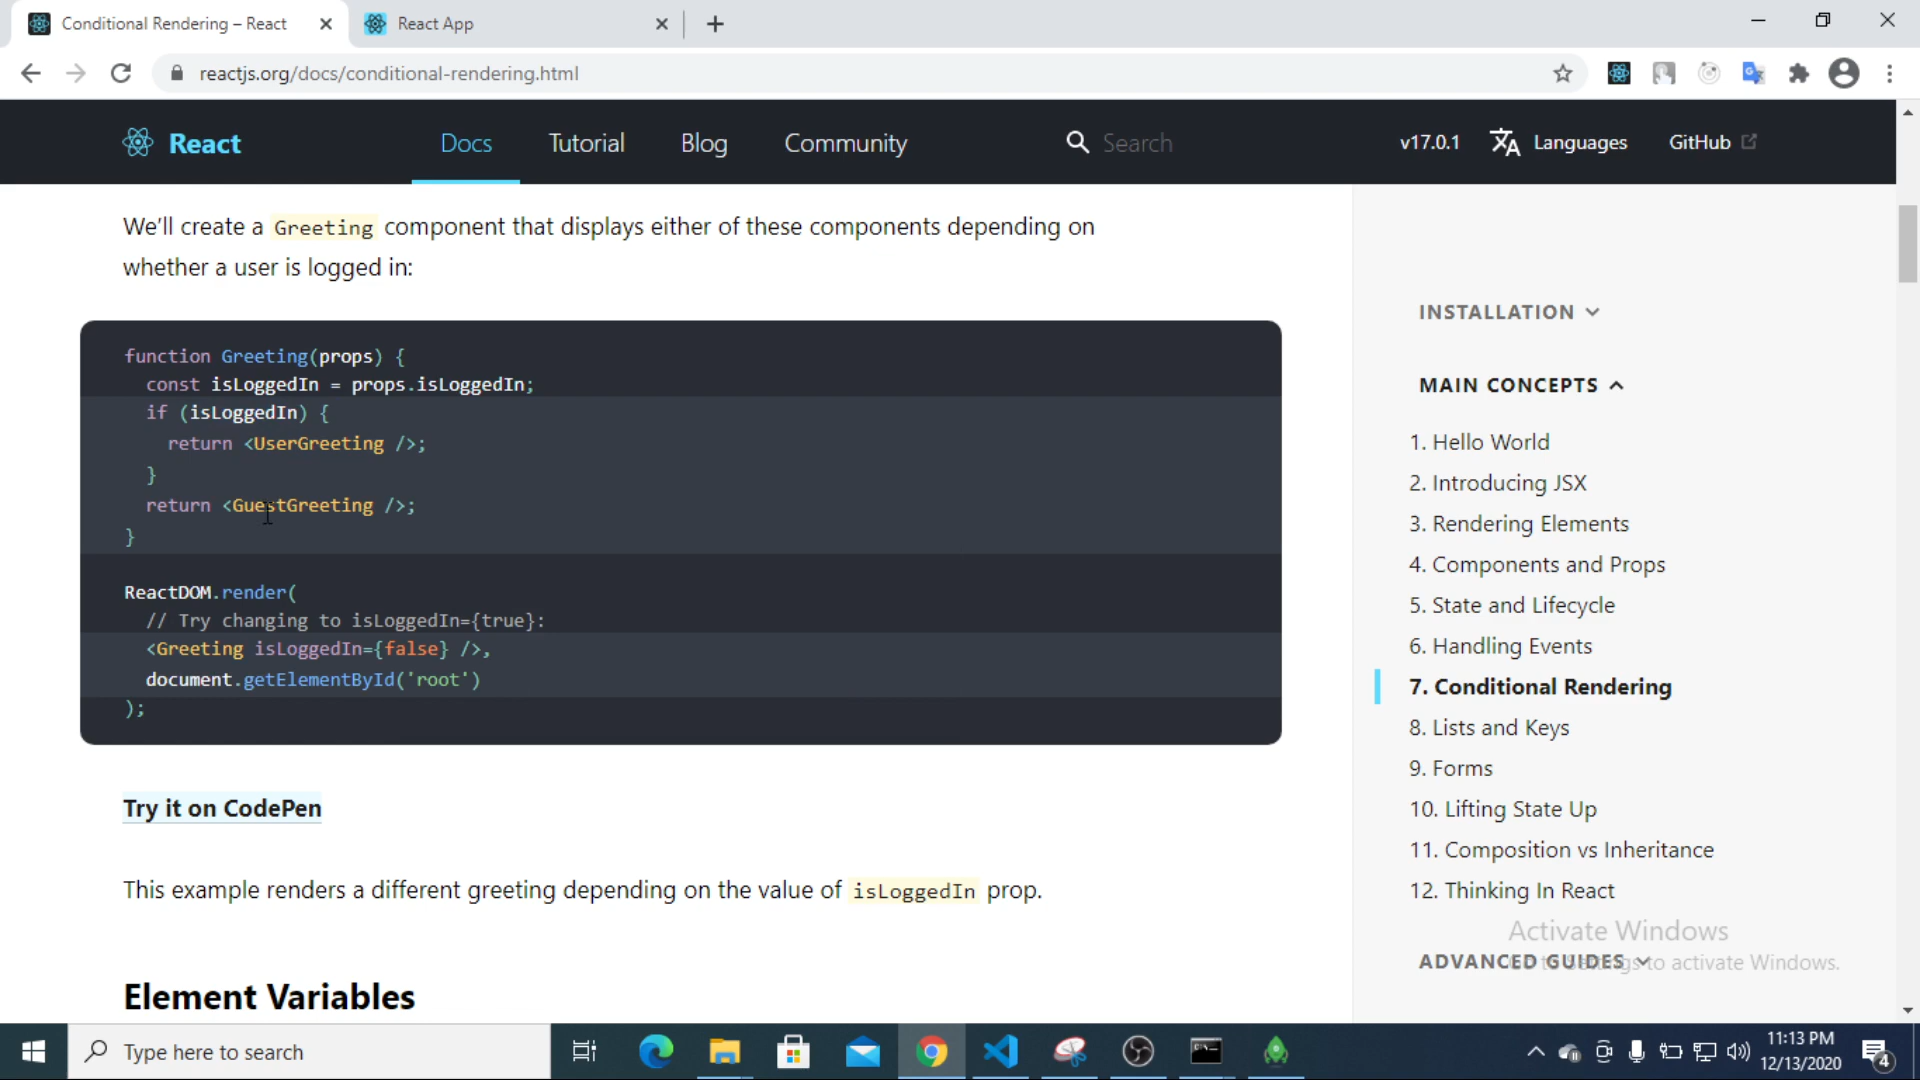 Conditional Rendering – React
React App
reactjs.org/docs/conditional-rendering.html
React
Docs
Tutorial
Blog
Community
Search
v17.0.1
Languages
GitHub
We'll create a Greeting component that displays either of these components depending on
whether a user is logged in:
function Greeting(props) {
const isLoggedIn = props.isLoggedIn;
if (isLoggedIn) {
return <UserGreeting />;
}
return <GuestGreeting />;
}
ReactDOM.render(
// Try changing to isLoggedIn={true}:
<Greeting isLoggedIn={false} />,
document.getElementById('root')
);
Try it on CodePen
This example renders a different greeting depending on the value of isLoggedIn prop.
Element Variables
INSTALLATION
MAIN CONCEPTS
1. Hello World
2. Introducing JSX
3. Rendering Elements
4. Components and Props
5. State and Lifecycle
6. Handling Events
7. Conditional Rendering
8. Lists and Keys
9. Forms
10. Lifting State Up
11. Composition vs Inheritance
12. Thinking In React
ADVANCED GUIDES
Activate Windows
Go to Settings to activate Windows.
Type here to search
11:13 PM
12/13/2020
4